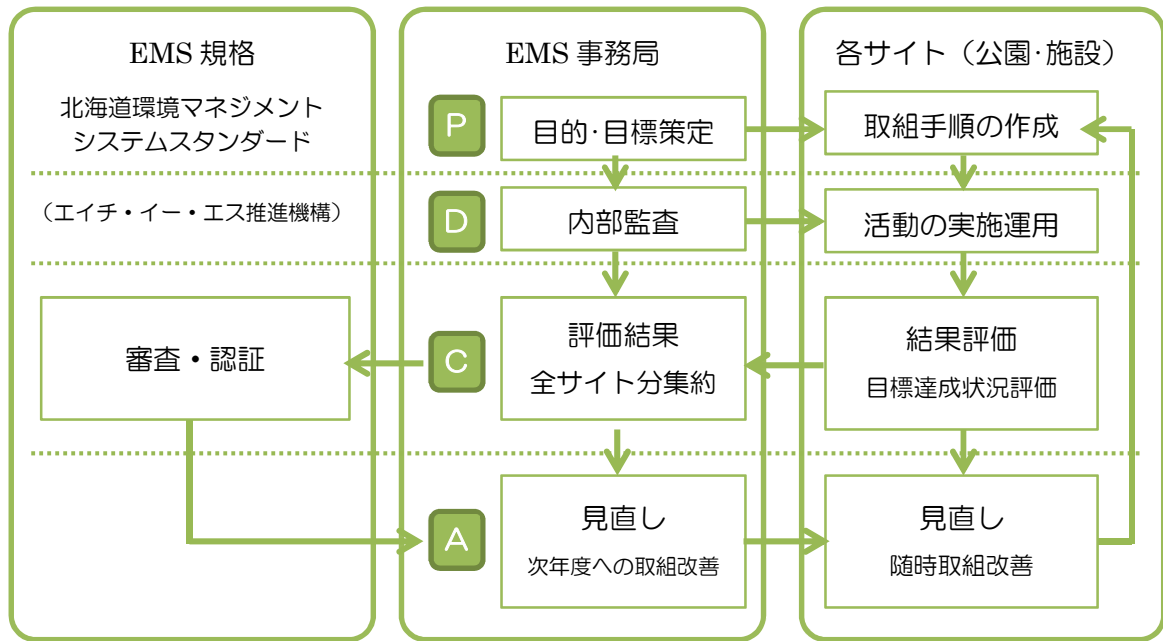 EMS 規格
北海道環境マネジメント
システムスタンダード
（エイチ・イー・エス推進機構）
審査・認証
EMS 事務局
P
目的･目標策定
D
内部監査
C
評価結果
全サイト分集約
A
見直し
次年度への取組改善
各サイト（公園･施設）
取組手順の作成
活動の実施運用
結果評価
目標達成状況評価
見直し
随時取組改善